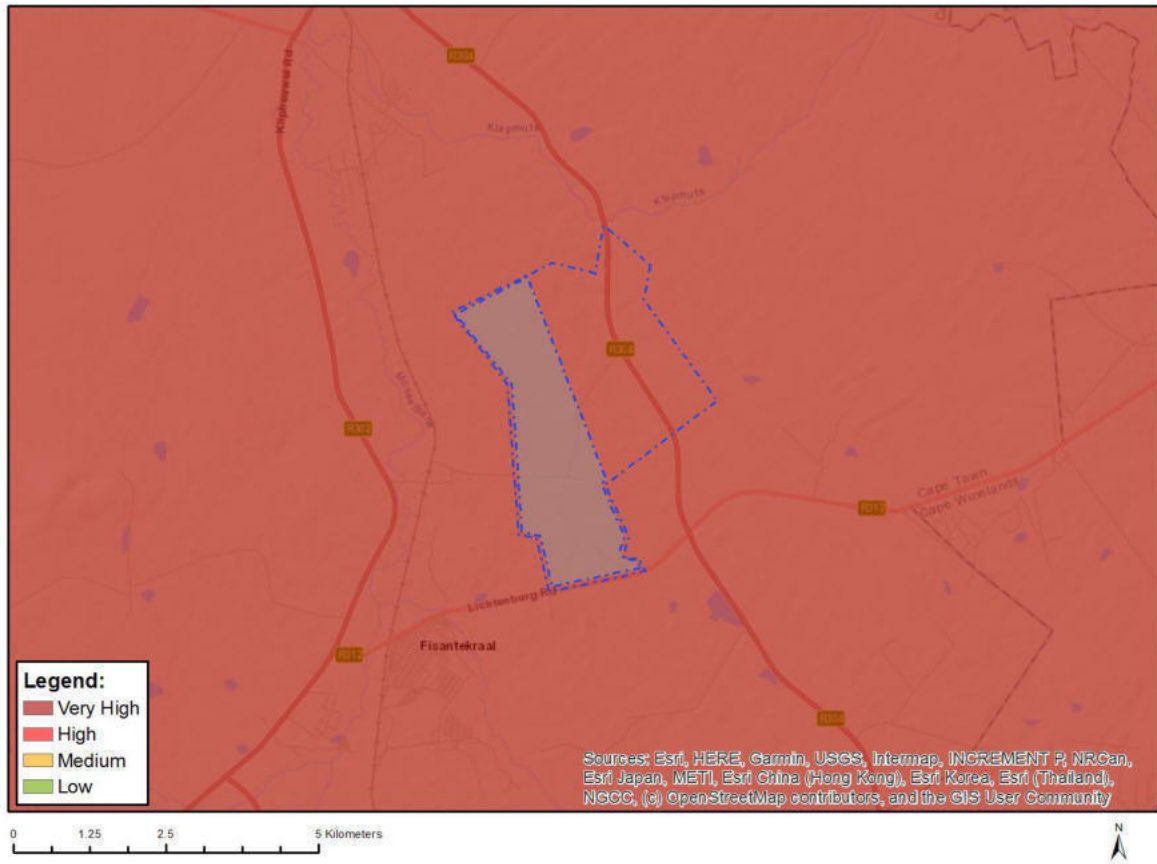 R304
Klipheuwel Rd
Klapmuts
Klapmuts
R304
R302
Cape Town
Cape Winelands
R312
Lichtenburg Rd
Fisantekraal
R312
R304
Legend:
Very High
High
Medium
Low
Sources: Esri, HERE, Garmin, USGS, Intermap, INCREMENT P, NRCan,
Esri Japan, METI, Esri China (Hong Kong), Esri Korea, Esri (Thailand),
NGCC, (c) OpenStreetMap contributors, and the GIS User Community
0 1.25 2.5 5 Kilometers
N